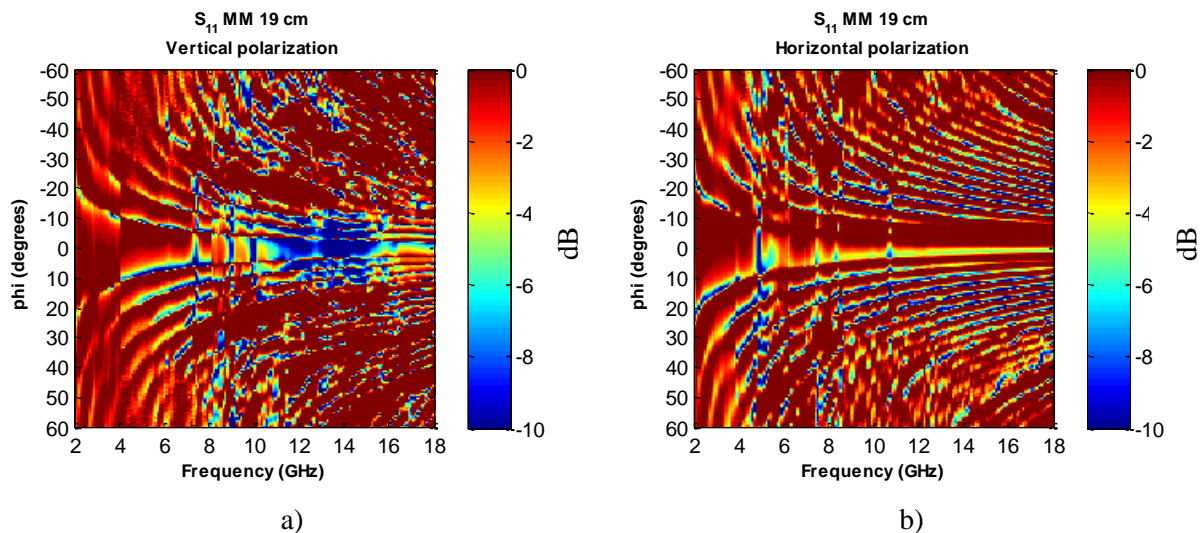 S11 MM 19 cm
Vertical polarization
-60
-50
-40
-30
-20
-10
0
10
20
30
40
50
60
phi (degrees)
2 4 6 8 10 12 14 16 18
Frequency (GHz)
0
-2
-4
-6
-8
-10
dB
a)
S11 MM 19 cm
Horizontal polarization
-60
-50
-40
-30
-20
-10
0
10
20
30
40
50
60
phi (degrees)
2 4 6 8 10 12 14 16 18
Frequency (GHz)
0
-2
-4
-6
-8
-10
dB
b)